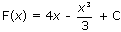 F(x) = 4x - x³/3 + C